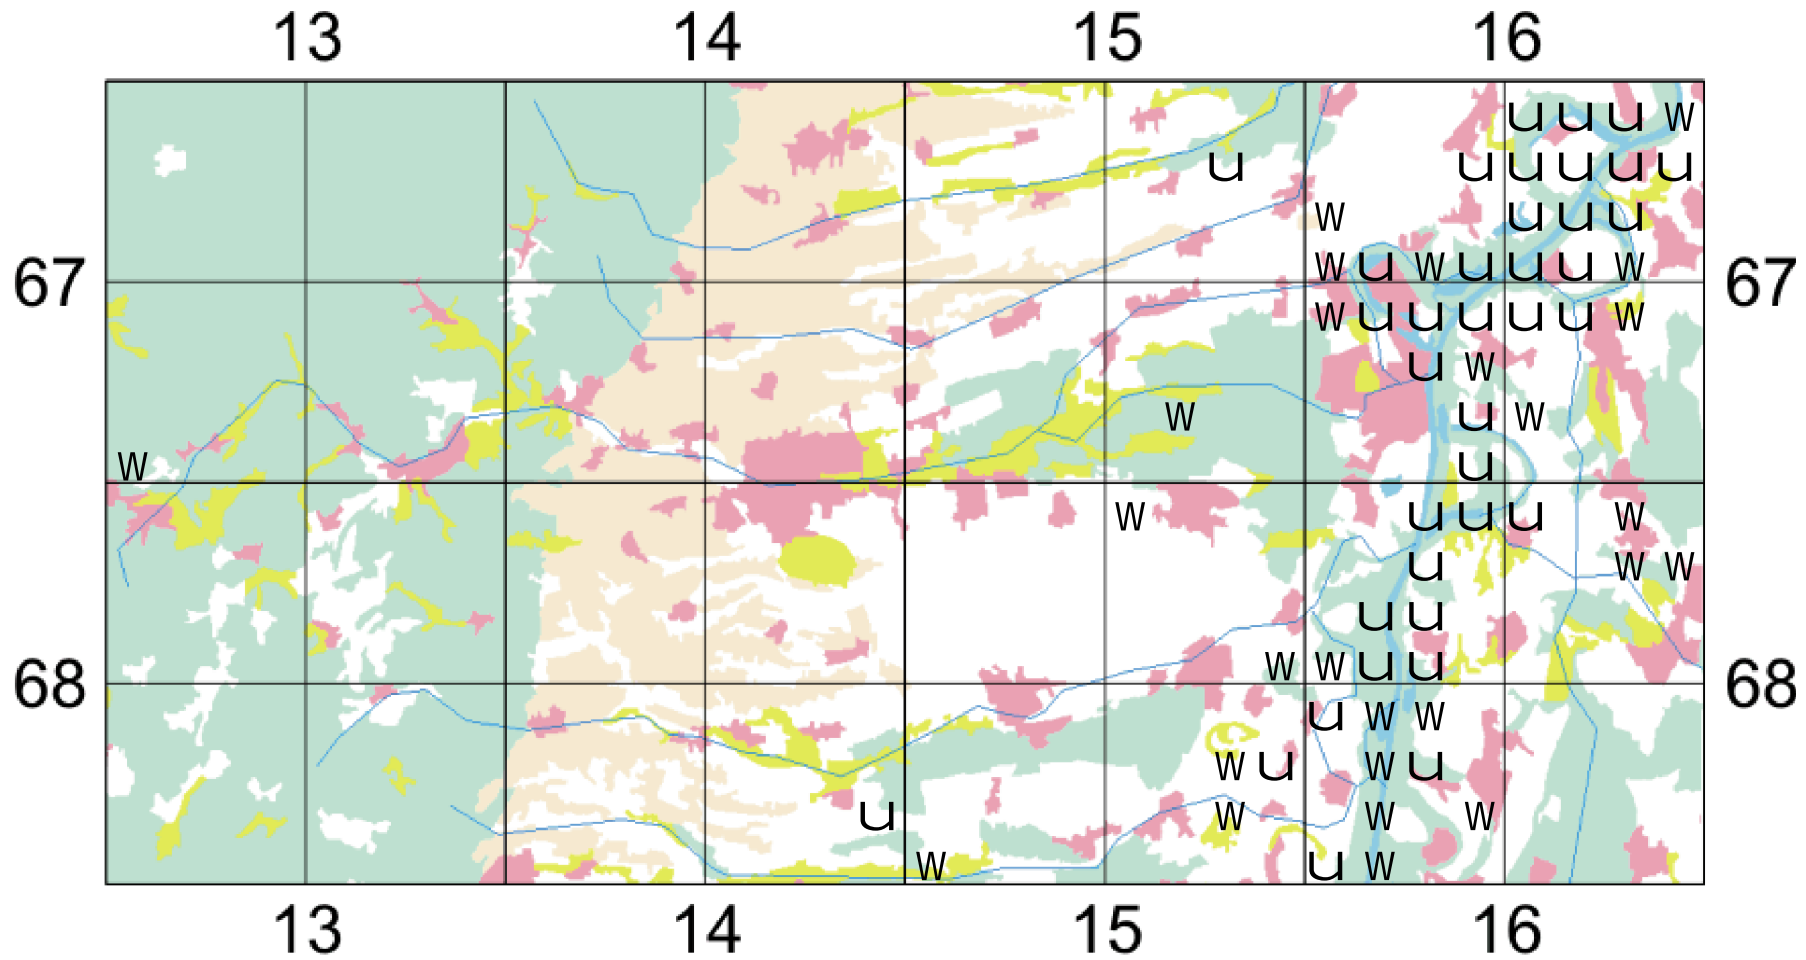 13 14 15 16
u u u w
u u u u u u
w u u u
67 w u w u u u w 67
w u u u u u w
u w
w u w
w u
w u u u w
u w w
u u
w w u u
68 u w w 68
w u w u
u w w w
w u w
13 14 15 16